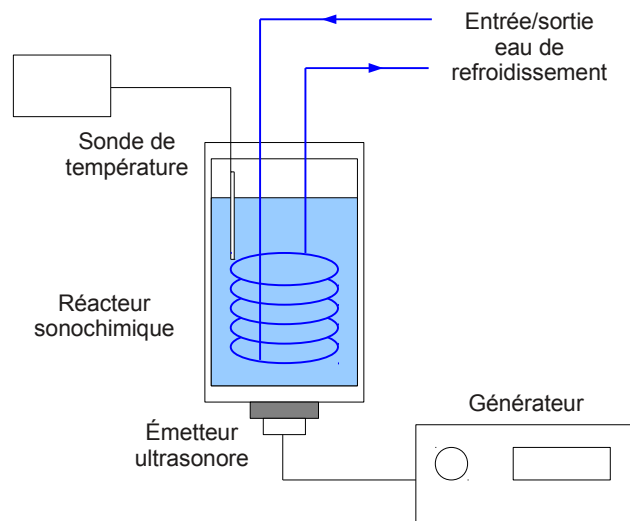 Entrée/sortie
eau de
refroidissement
Sonde de
température
Réacteur
sonochimique
Générateur
Émetteur
ultrasonore